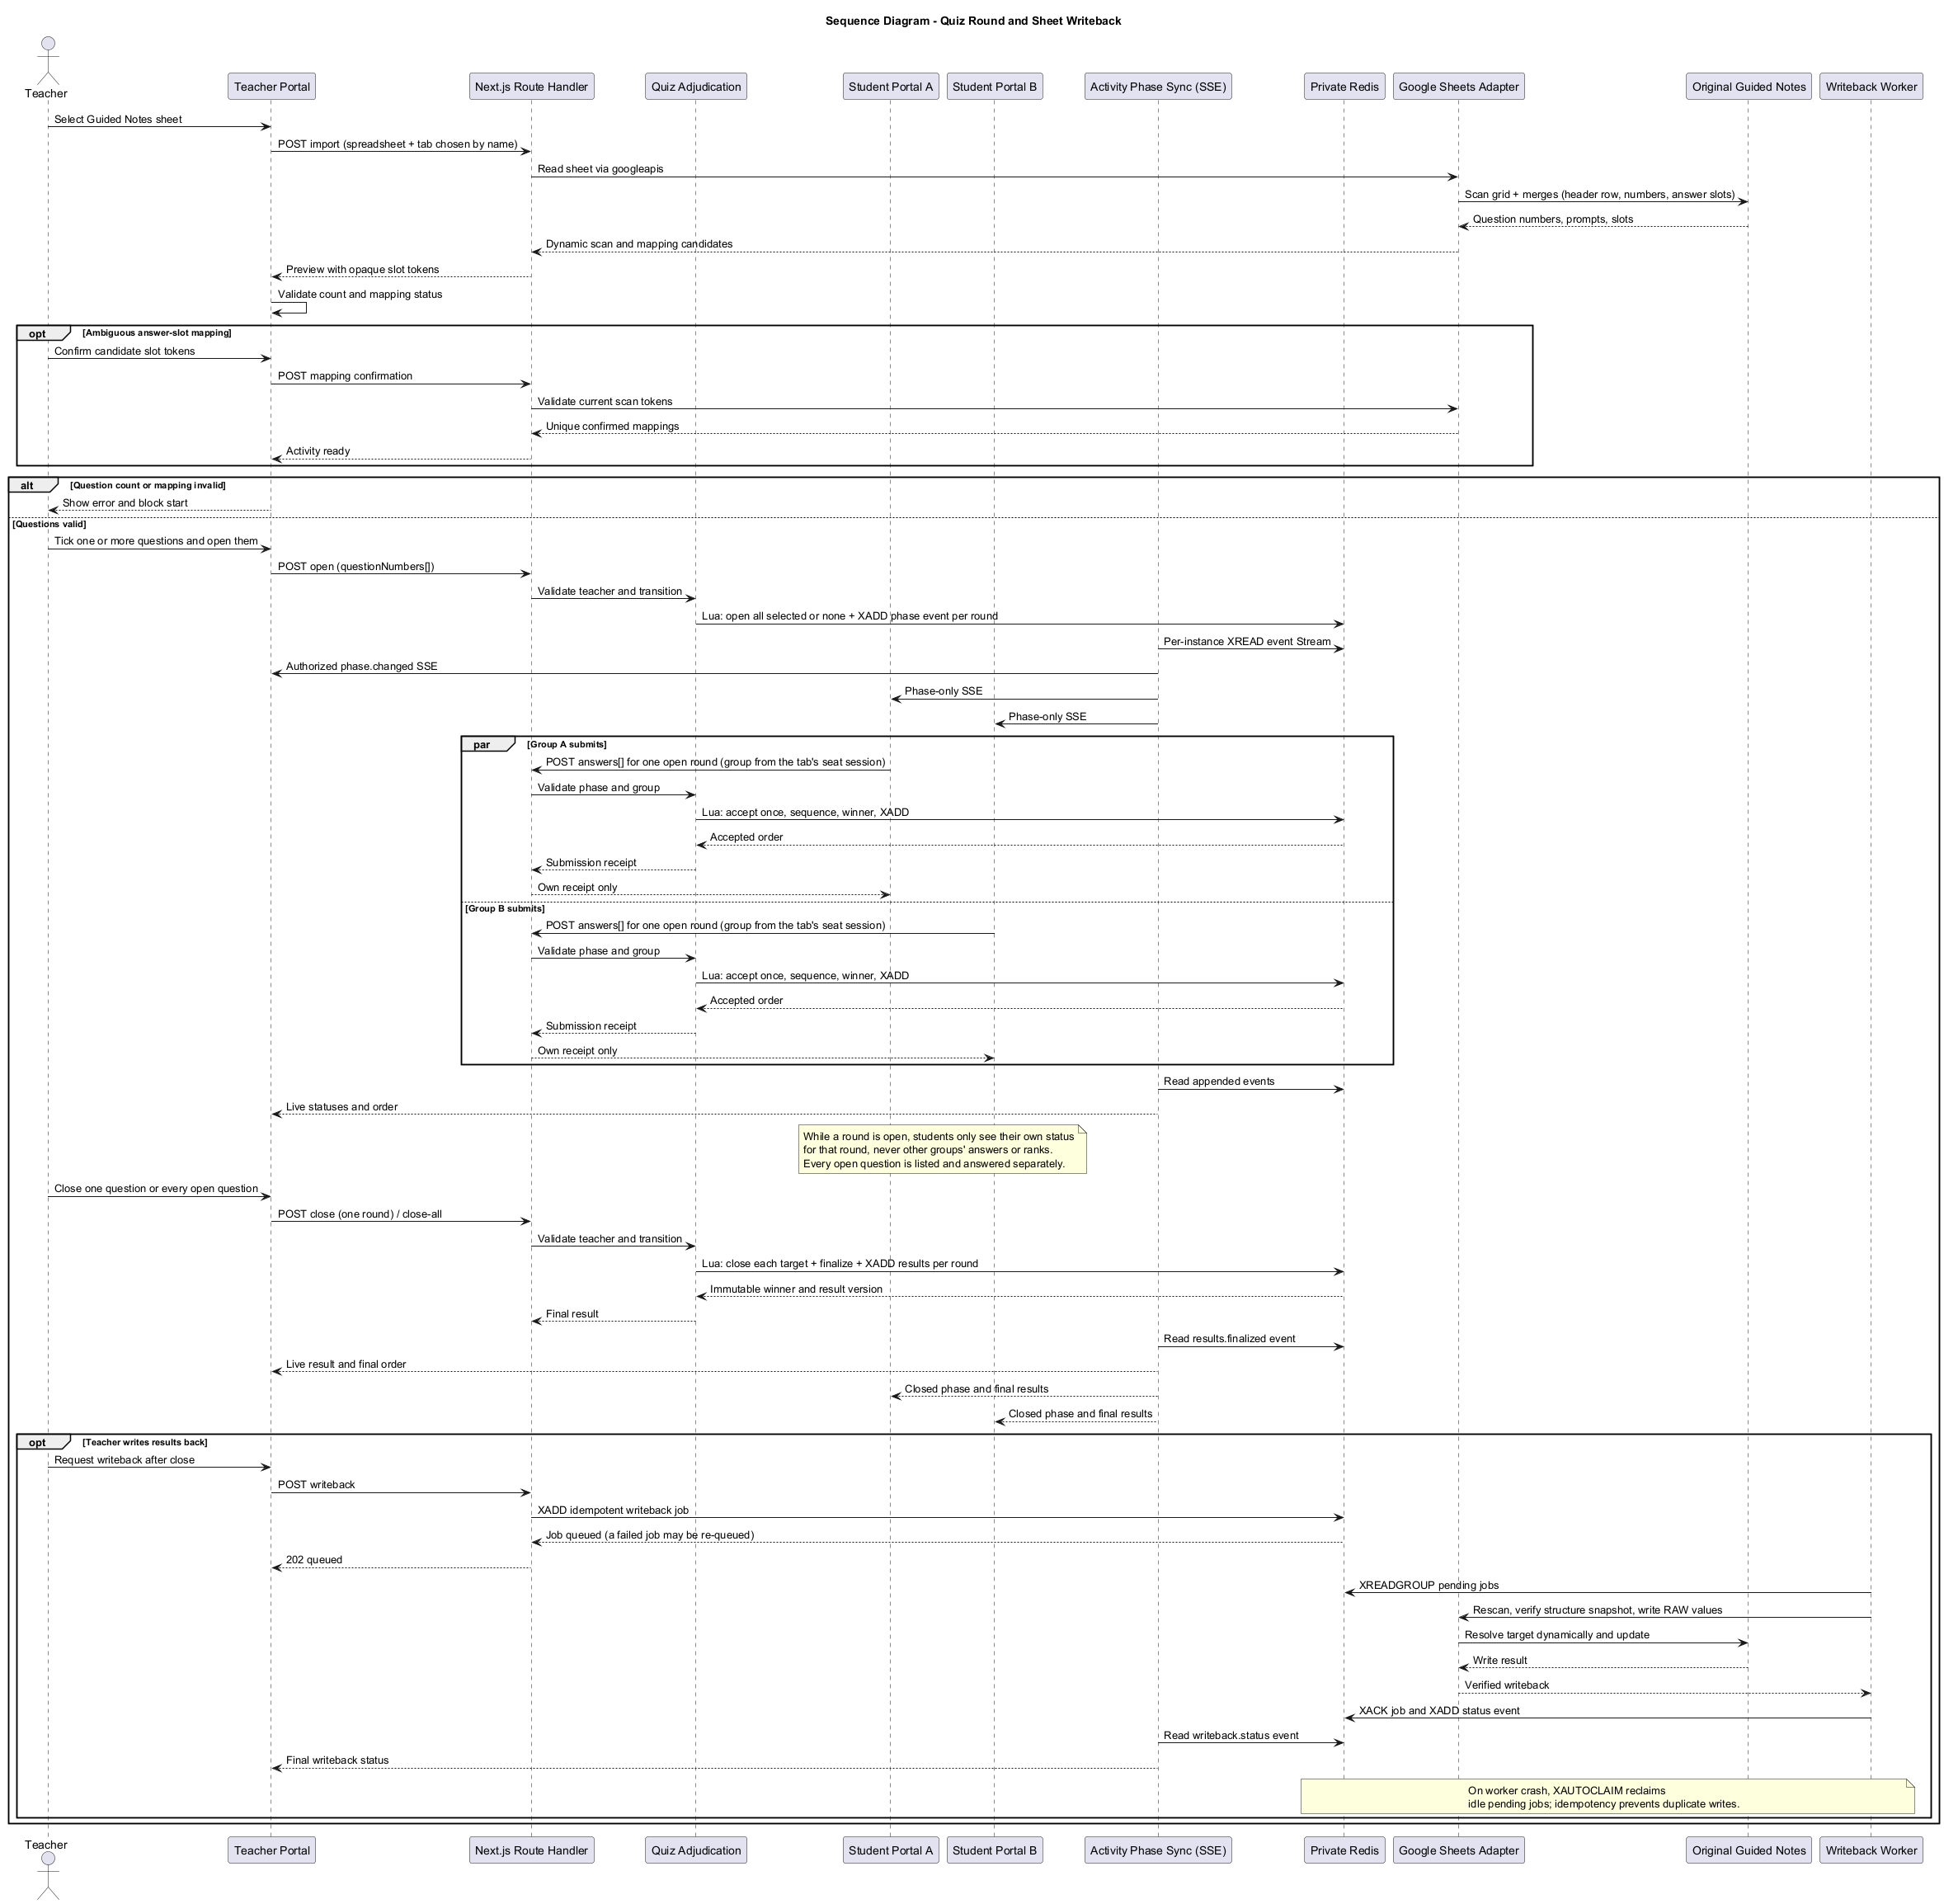 Sequence Diagram - Quiz Round and Sheet Writeback
Teacher
Teacher Portal
Next.js Route Handler
Quiz Adjudication
Student Portal A
Student Portal B
Activity Phase Sync (SSE)
Private Redis
Google Sheets Adapter
Original Guided Notes
Writeback Worker
Select Guided Notes sheet
POST import (spreadsheet + tab chosen by name)
Read sheet via googleapis
Scan grid + merges (header row, numbers, answer slots)
Question numbers, prompts, slots
Dynamic scan and mapping candidates
Preview with opaque slot tokens
Validate count and mapping status
opt
[Ambiguous answer-slot mapping]
Confirm candidate slot tokens
POST mapping confirmation
Validate current scan tokens
Unique confirmed mappings
Activity ready
alt
[Question count or mapping invalid]
Show error and block start
[Questions valid]
Tick one or more questions and open them
POST open (questionNumbers[])
Validate teacher and transition
Lua: open all selected or none + XADD phase event per round
Per-instance XREAD event Stream
Authorized phase.changed SSE
Phase-only SSE
Phase-only SSE
par
[Group A submits]
POST answers[] for one open round (group from the tab's seat session)
Validate phase and group
Lua: accept once, sequence, winner, XADD
Accepted order
Submission receipt
Own receipt only
[Group B submits]
POST answers[] for one open round (group from the tab's seat session)
Validate phase and group
Lua: accept once, sequence, winner, XADD
Accepted order
Submission receipt
Own receipt only
Read appended events
Live statuses and order
While a round is open, students only see their own status
for that round, never other groups' answers or ranks.
Every open question is listed and answered separately.
Close one question or every open question
POST close (one round) / close-all
Validate teacher and transition
Lua: close each target + finalize + XADD results per round
Immutable winner and result version
Final result
Read results.finalized event
Live result and final order
Closed phase and final results
Closed phase and final results
opt
[Teacher writes results back]
Request writeback after close
POST writeback
XADD idempotent writeback job
Job queued (a failed job may be re-queued)
202 queued
XREADGROUP pending jobs
Rescan, verify structure snapshot, write RAW values
Resolve target dynamically and update
Write result
Verified writeback
XACK job and XADD status event
Read writeback.status event
Final writeback status
On worker crash, XAUTOCLAIM reclaims
idle pending jobs; idempotency prevents duplicate writes.
Teacher
Teacher Portal
Next.js Route Handler
Quiz Adjudication
Student Portal A
Student Portal B
Activity Phase Sync (SSE)
Private Redis
Google Sheets Adapter
Original Guided Notes
Writeback Worker